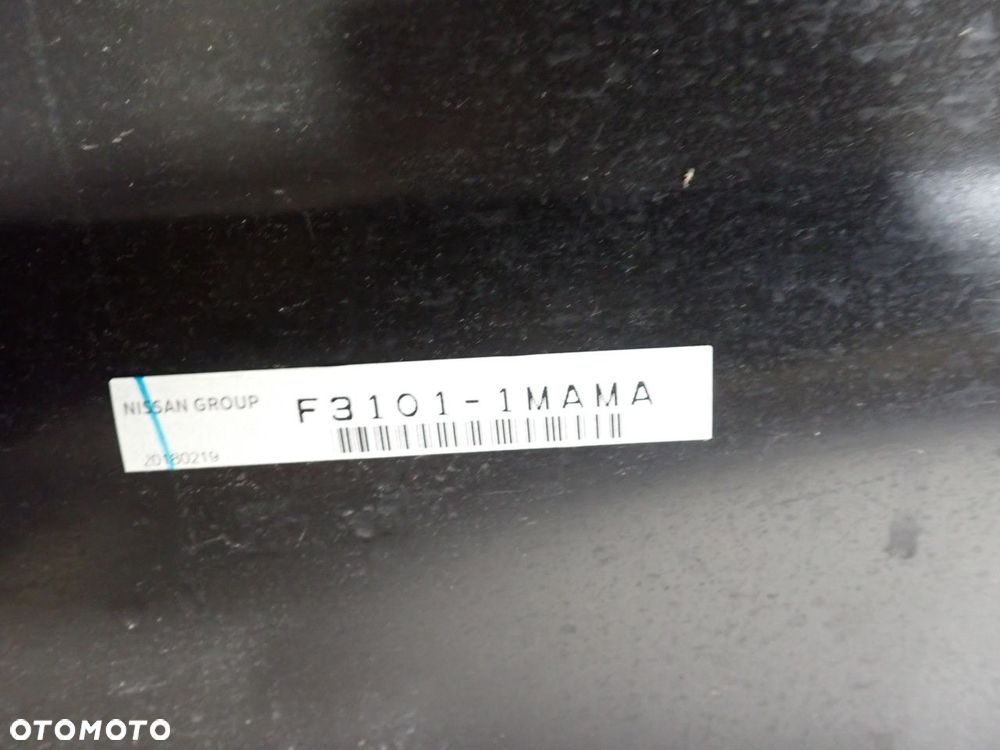 NISSAN GROUP F3101-1MAMA
20180219
OTOMOTO